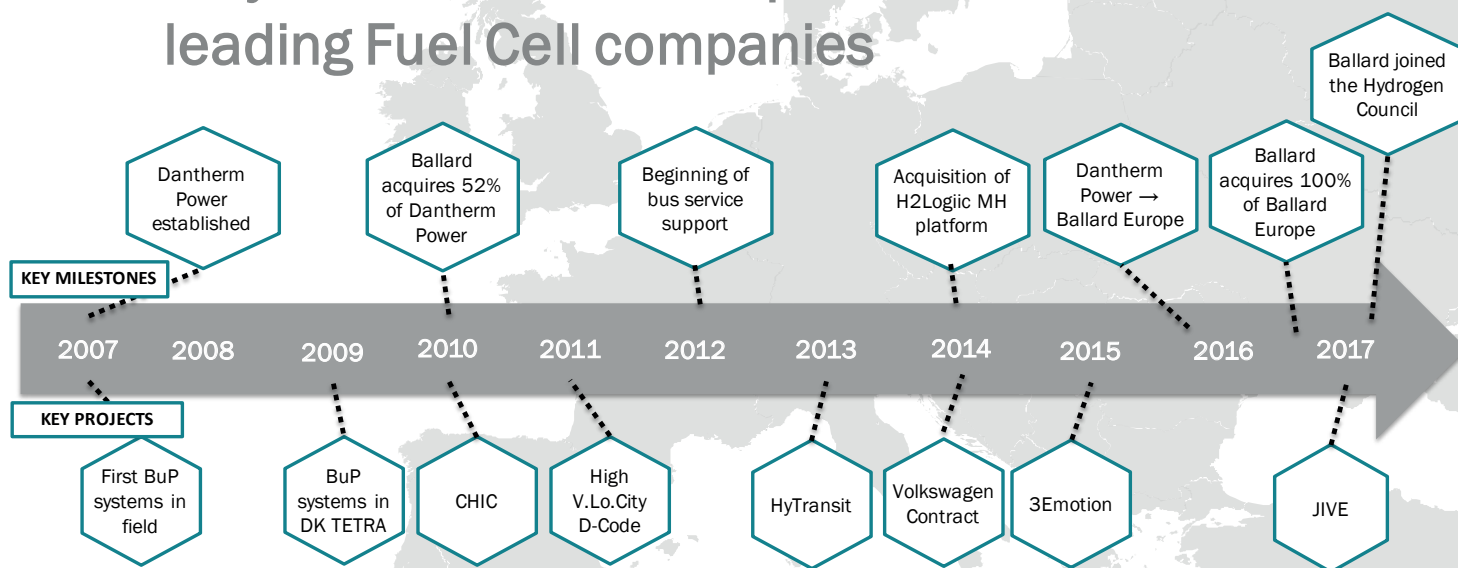 leading Fuel Cell companies
Ballard joined
the Hydrogen
Council
Dantherm
Power
established
Ballard
acquires 52%
of Dantherm
Power
Beginning of
bus service
support
Acquisition of
H2Logiic MH
platform
Dantherm
Power →
Ballard Europe
Ballard
acquires 100%
of Ballard
Europe
KEY MILESTONES
2007 2008 2009 2010 2011 2012 2013 2014 2015 2016 2017
KEY PROJECTS
First BuP
systems in
field
BuP
systems in
DK TETRA
CHIC
High
V.Lo.City
D-Code
HyTransit
Volkswagen
Contract
3Emotion
JIVE